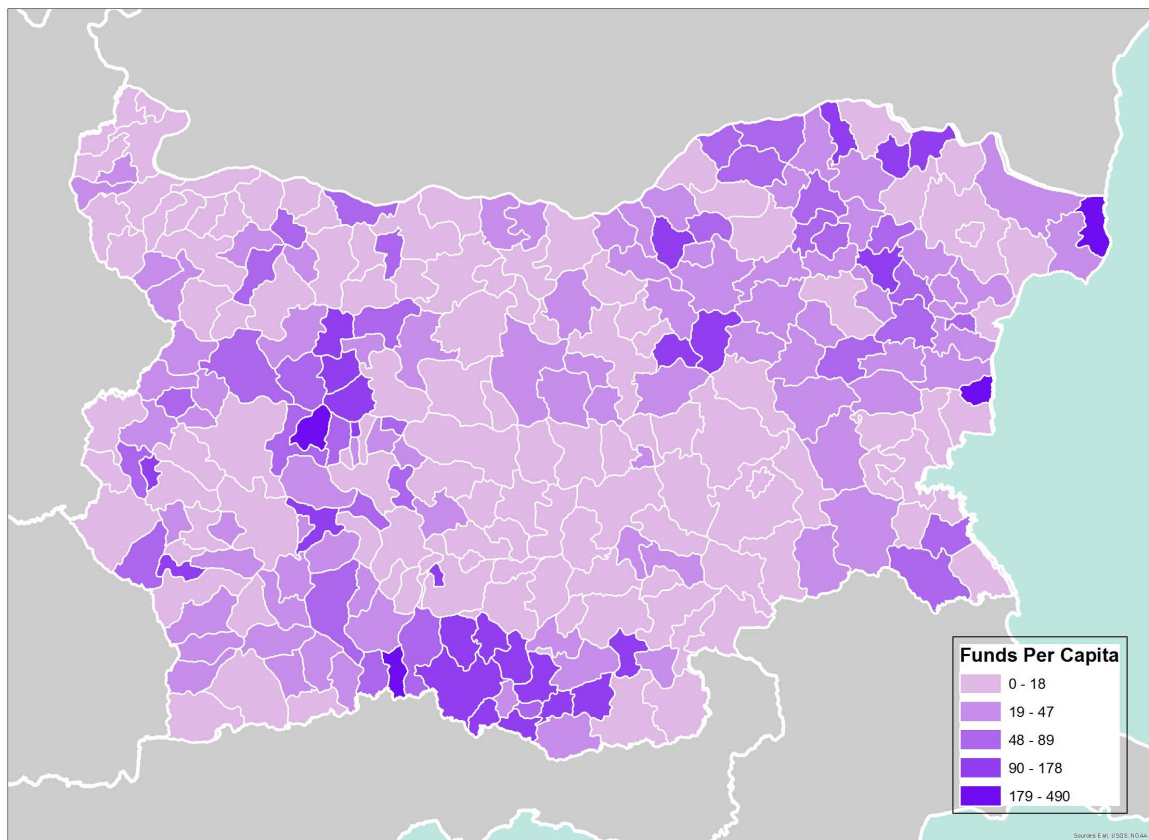 Funds Per Capita
0 - 18
19 - 47
48 - 89
90 - 178
179 - 490
Sources: Esri, USGS, NOAA